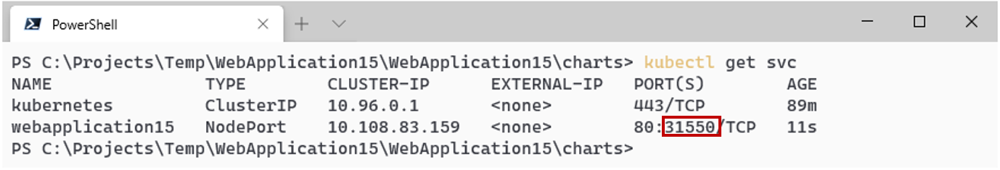 PowerShell
PS C:\Projects\Temp\WebApplication15\WebApplication15\charts> kubectl get svc
NAME TYPE CLUSTER-IP EXTERNAL-IP PORT(S) AGE
kubernetes ClusterIP 10.96.0.1 <none> 443/TCP 89m
webapplication15 NodePort 10.108.83.159 <none> 80:31550/TCP 11s
PS C:\Projects\Temp\WebApplication15\WebApplication15\charts>